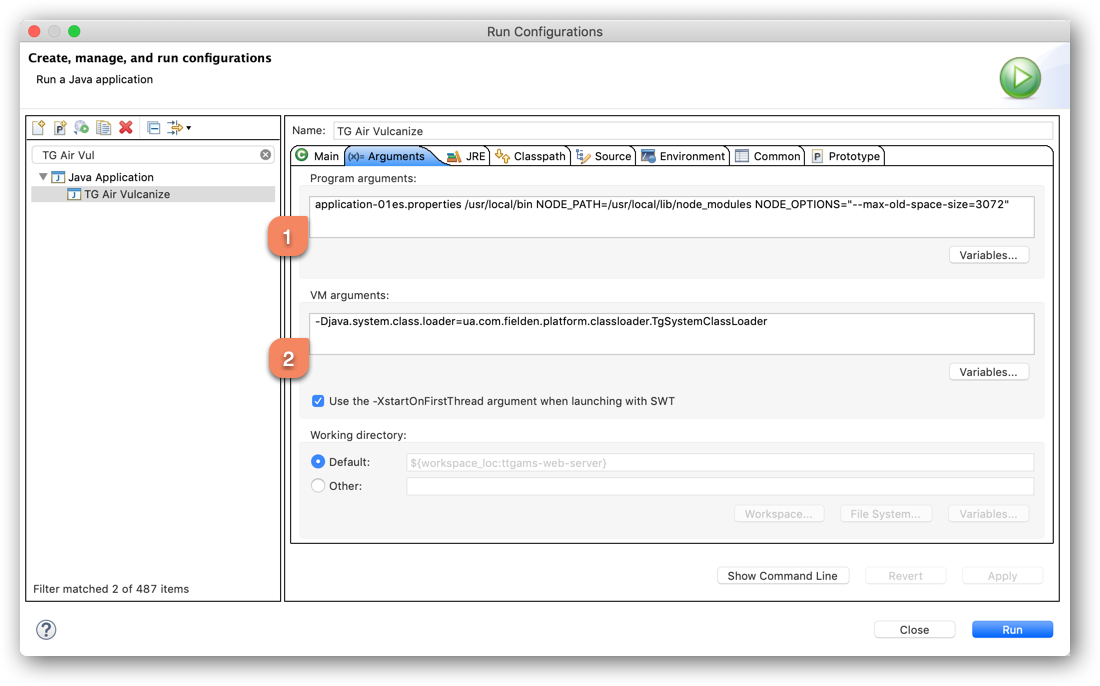 Run Configurations
Create, manage, and run configurations
Run a Java application
TG Air Vul
Java Application
TG Air Vulcanize
Filter matched 2 of 487 items
Name: TG Air Vulcanize
Main (x)= Arguments JRE Classpath Source Environment Common P Prototype
Program arguments:
application-01es.properties /usr/local/bin NODE_PATH=/usr/local/lib/node_modules NODE_OPTIONS="--max-old-space-size=3072"
1
Variables...
VM arguments:
-Djava.system.class.loader=ua.com.fielden.platform.classloader.TgSystemClassLoader
2
Variables...
Use the -XstartOnFirstThread argument when launching with SWT
Working directory:
Default: ${workspace_loc:ttgams-web-server}
Other:
Workspace... File System... Variables...
Show Command Line Revert Apply
? Close Run